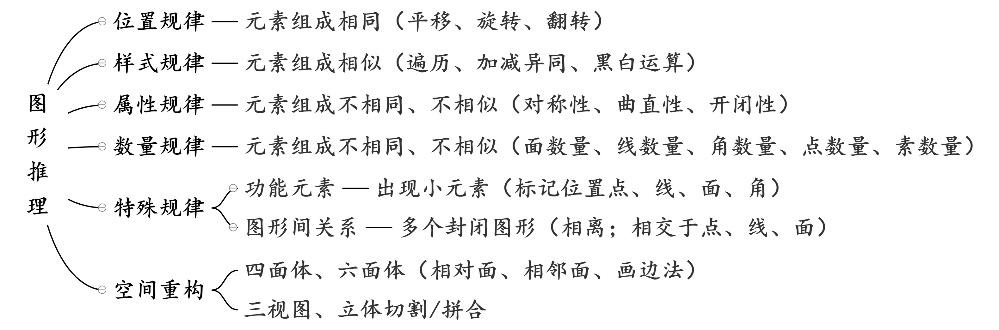 图形推理
位置规律 — 元素组成相同（平移、旋转、翻转）
样式规律 — 元素组成相似（遍历、加减异同、黑白运算）
属性规律 — 元素组成不相同、不相似（对称性、曲直性、开闭性）
数量规律 — 元素组成不相同、不相似（面数量、线数量、角数量、点数量、素数量）
特殊规律
功能元素 — 出现小元素（标记位置点、线、面、角）
图形间关系 — 多个封闭图形（相离；相交于点、线、面）
空间重构
四面体、六面体（相对面、相邻面、画边法）
三视图、立体切割/拼合